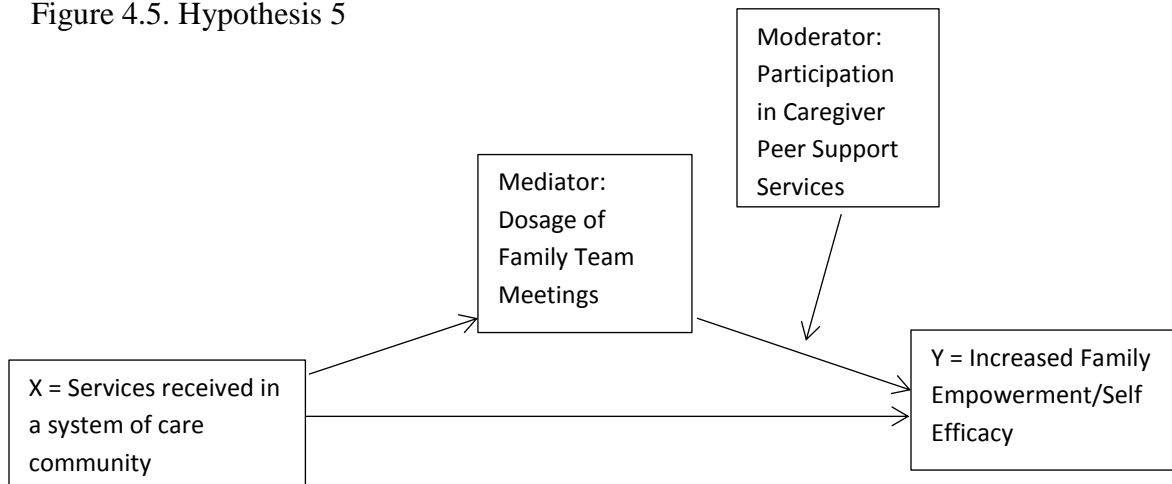 Figure 4.5. Hypothesis 5
Moderator:
Participation
in Caregiver
Peer Support
Services
Mediator:
Dosage of
Family Team
Meetings
X = Services received in
a system of care
community
Y = Increased Family
Empowerment/Self
Efficacy